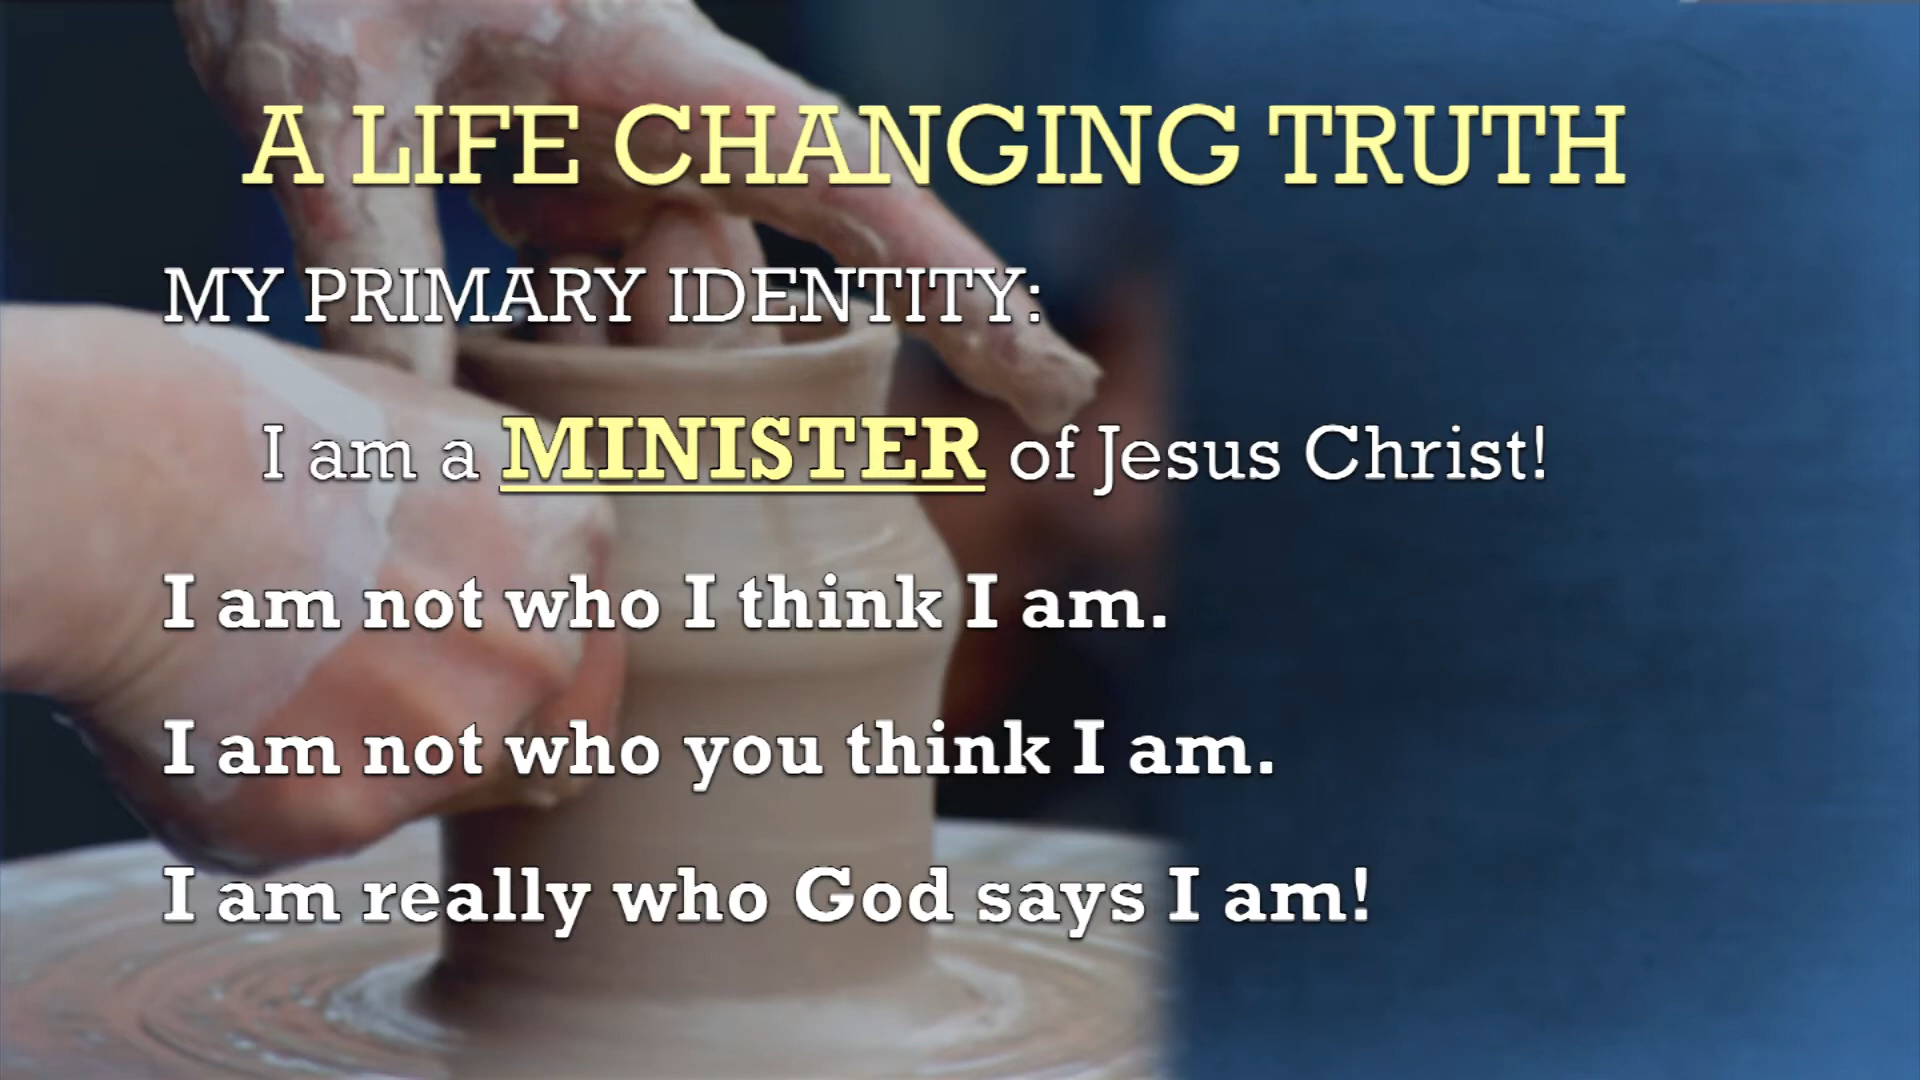 A LIFE CHANGING TRUTH
MY PRIMARY IDENTITY:
I am a MINISTER of Jesus Christ!
I am not who I think I am.
I am not who you think I am.
I am really who God says I am!